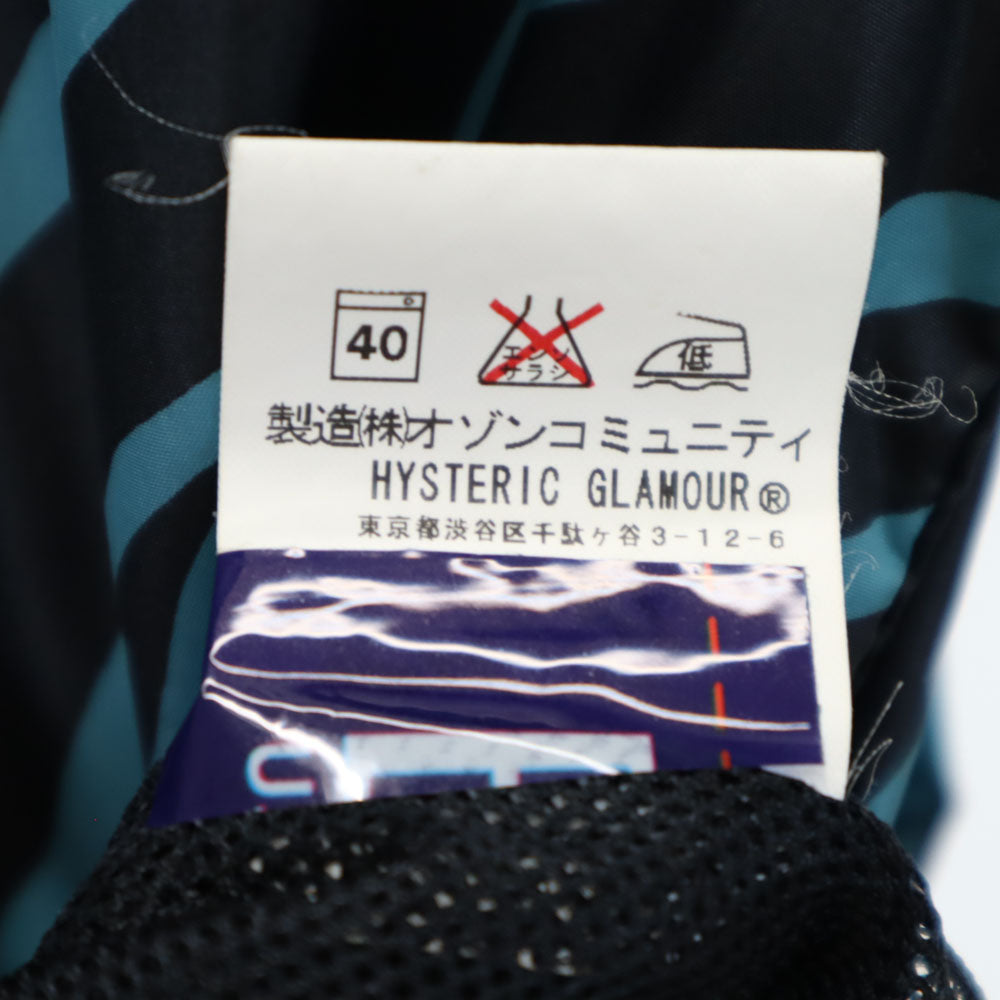 40 エンソサラシ 低
製造(株)オゾンコミュニティ
HYSTERIC GLAMOUR®
東京都渋谷区千駄ヶ谷3-12-6